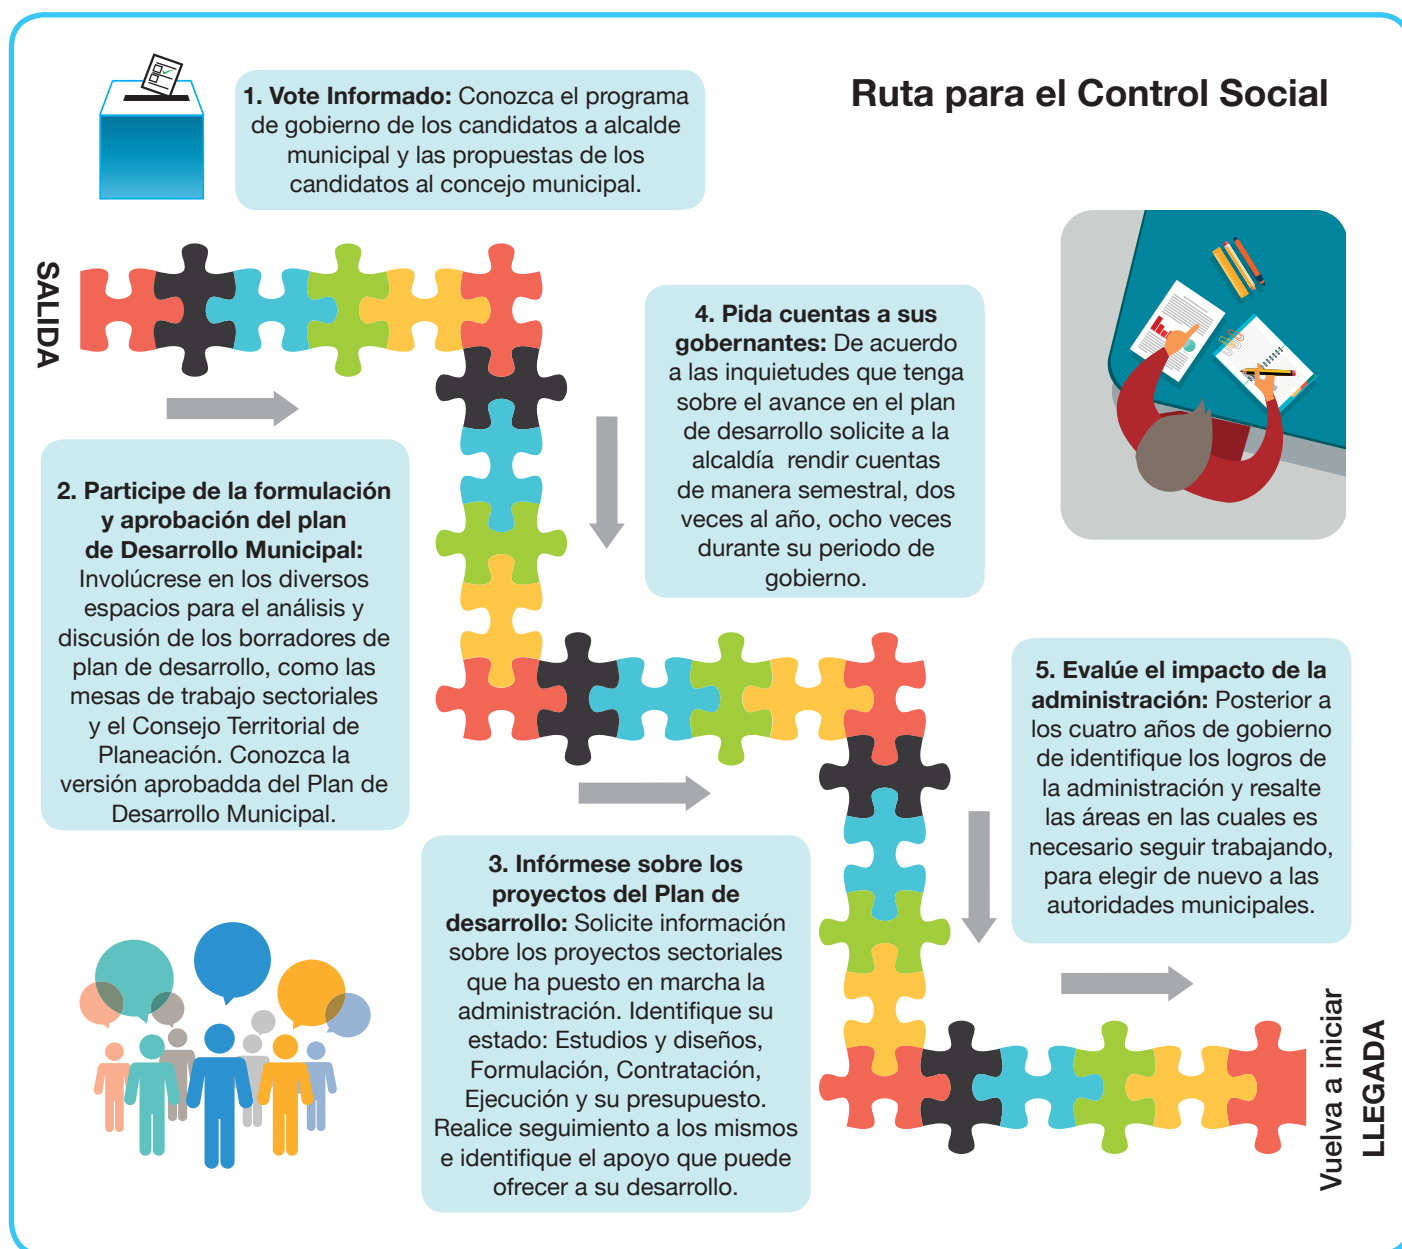 Ruta para el Control Social
1. Vote Informado: Conozca el programa
de gobierno de los candidatos a alcalde
municipal y las propuestas de los
candidatos al concejo municipal.
SALIDA
2. Participe de la formulación
y aprobación del plan
de Desarrollo Municipal:
Involúcrese en los diversos
espacios para el análisis y
discusión de los borradores de
plan de desarrollo, como las
mesas de trabajo sectoriales
y el Consejo Territorial de
Planeación. Conozca la
versión aprobadda del Plan de
Desarrollo Municipal.
3. Infórmese sobre los
proyectos del Plan de
desarrollo: Solicite información
sobre los proyectos sectoriales
que ha puesto en marcha la
administración. Identifique su
estado: Estudios y diseños,
Formulación, Contratación,
Ejecución y su presupuesto.
Realice seguimiento a los mismos
e identifique el apoyo que puede
ofrecer a su desarrollo.
4. Pida cuentas a sus
gobernantes: De acuerdo
a las inquietudes que tenga
sobre el avance en el plan
de desarrollo solicite a la
alcaldía rendir cuentas
de manera semestral, dos
veces al año, ocho veces
durante su periodo de
gobierno.
5. Evalúe el impacto de la
administración: Posterior a
los cuatro años de gobierno
de identifique los logros de
la administración y resalte
las áreas en las cuales es
necesario seguir trabajando,
para elegir de nuevo a las
autoridades municipales.
Vuelva a iniciar
LLEGADA